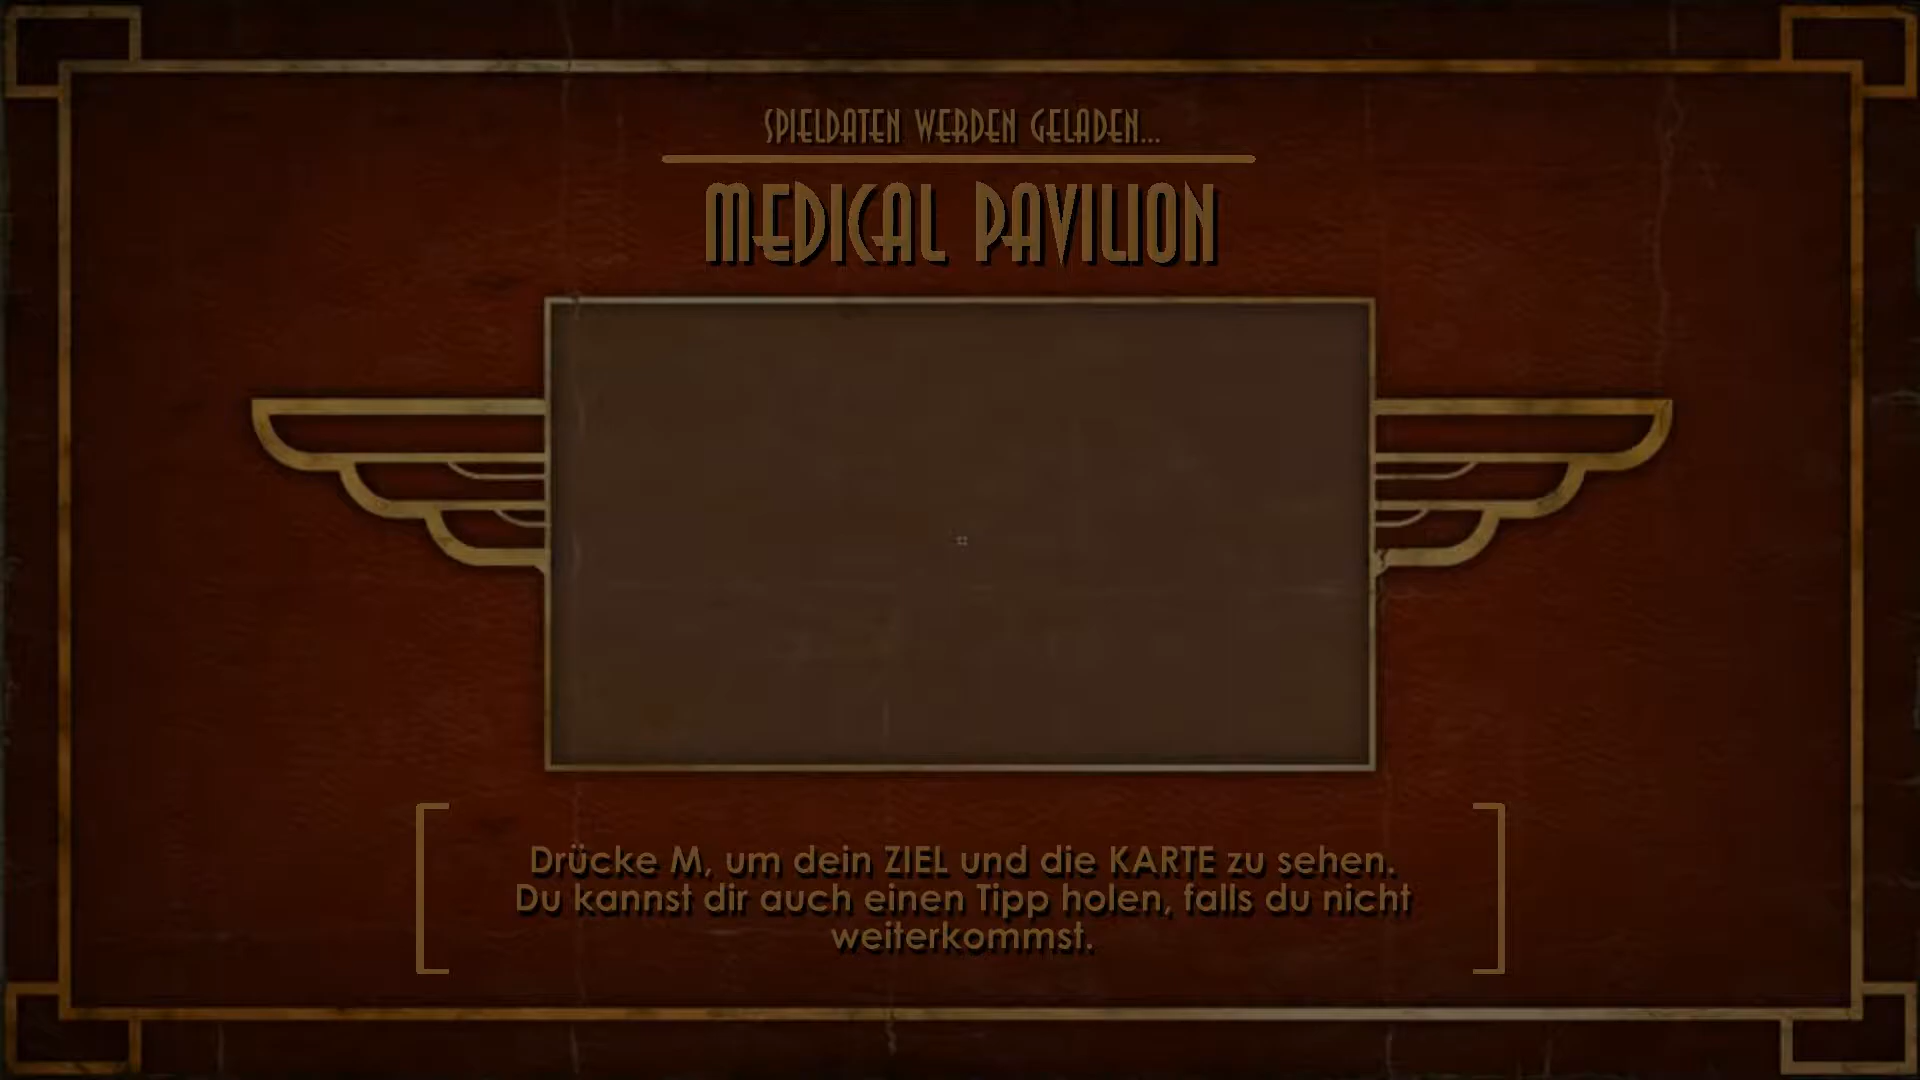 SPIELDATEN WERDEN GELADEN...
MEDICAL PAVILION
Drücke M, um dein ZIEL und die KARTE zu sehen.
Du kannst dir auch einen Tipp holen, falls du nicht
weiterkommst.